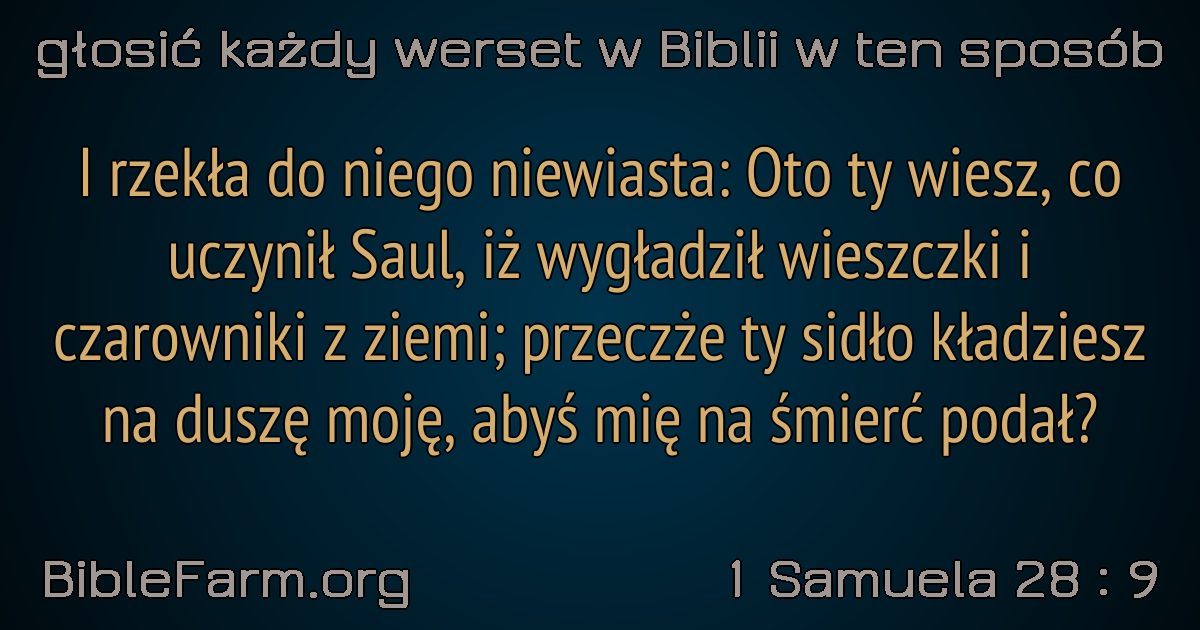 głosić każdy werset w Biblii w ten sposób
I rzekła do niego niewiasta: Oto ty wiesz, co
uczynił Saul, iż wygładził wieszczki i
czarowniki z ziemi; przeczże ty sidło kładziesz
na duszę moję, abyś mię na śmierć podał?
BibleFarm.org
1 Samuela 28 : 9